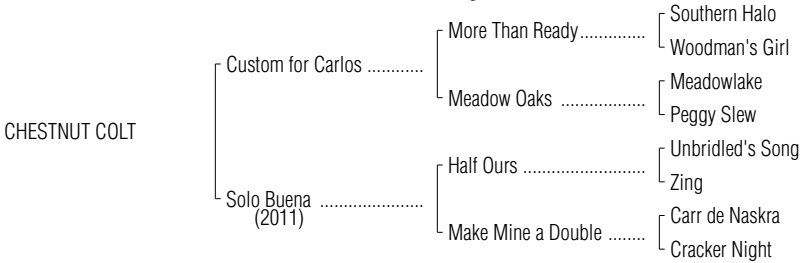 Southern Halo
More Than Ready..............
Woodman's Girl
Custom for Carlos ............
Meadowlake
Meadow Oaks ..................
Peggy Slew
CHESTNUT COLT
Unbridled's Song
Half Ours ..........................
Zing
Solo Buena ......................
(2011)
Carr de Naskra
Make Mine a Double ........
Cracker Night